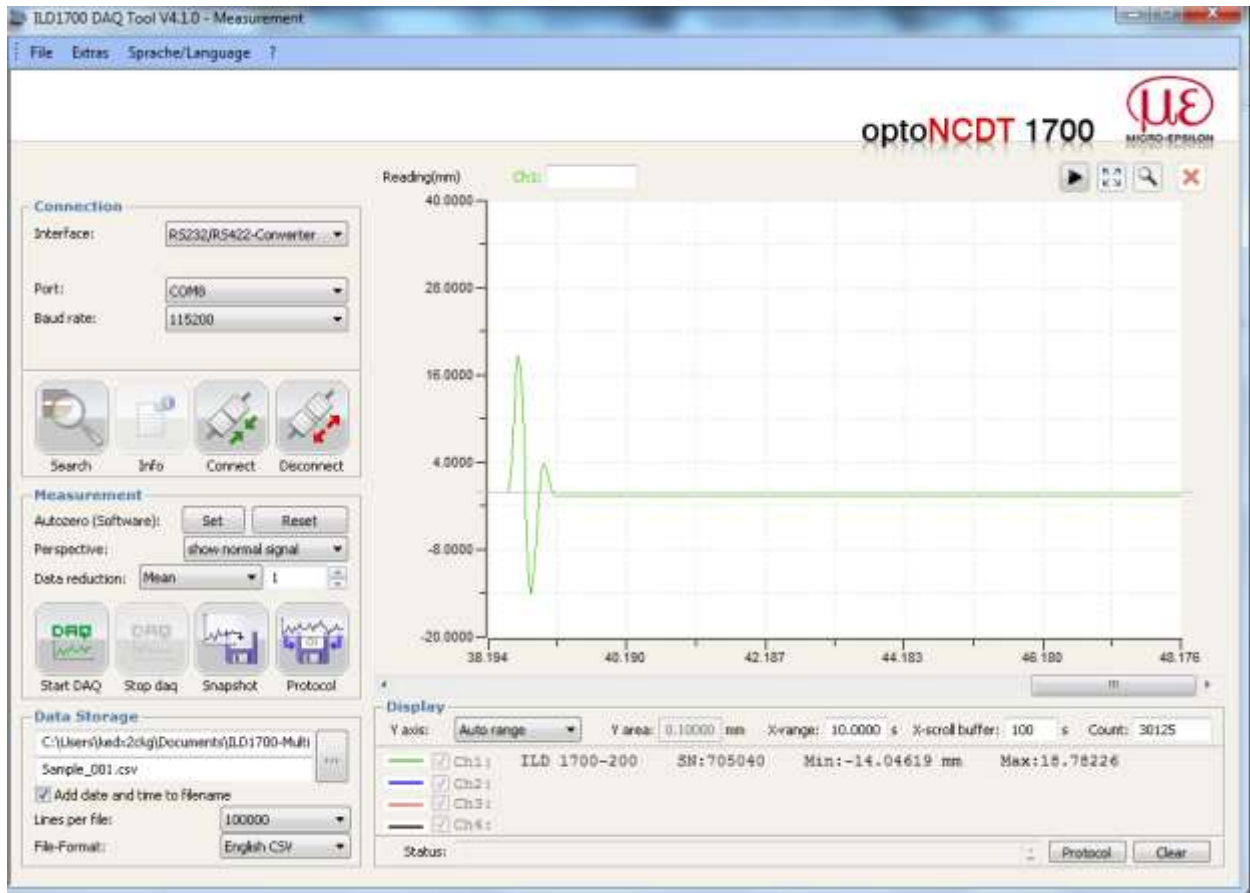 ILD1700 DAQ Tool V4.1.0 - Measurement
File Extras Sprache/Language ?
optoNCDT 1700
με
MICRO-EPSILON
Reading(mm) Ch1:
Connection
Interface: RS232/RS422-Converter
Port: COM8
Baud rate: 115200
Search Info Connect Disconnect
Measurement
Autozero (Software): Set Reset
Perspective: show normal signal
Data reduction: Mean 1
DAQ DAQ
Start DAQ Stop daq Snapshot Protocol
Data Storage
Sample_001.csv
Add date and time to filename
Lines per file: 100000
File-Format: English CSV
40.0000
28.0000
16.0000
4.0000
-8.0000
-20.0000
38.194 40.190 42.187 44.183 46.180 48.176
Display
Y axis: Auto range Y area: 0.10000 mm X-range: 10.0000 s X-scroll buffer: 100 s Count: 30125
Ch1: ILD 1700-200 SN:705040 Min:-14.04619 mm Max:18.78226
Ch2:
Ch3:
Ch4:
Status: Protocol Clear